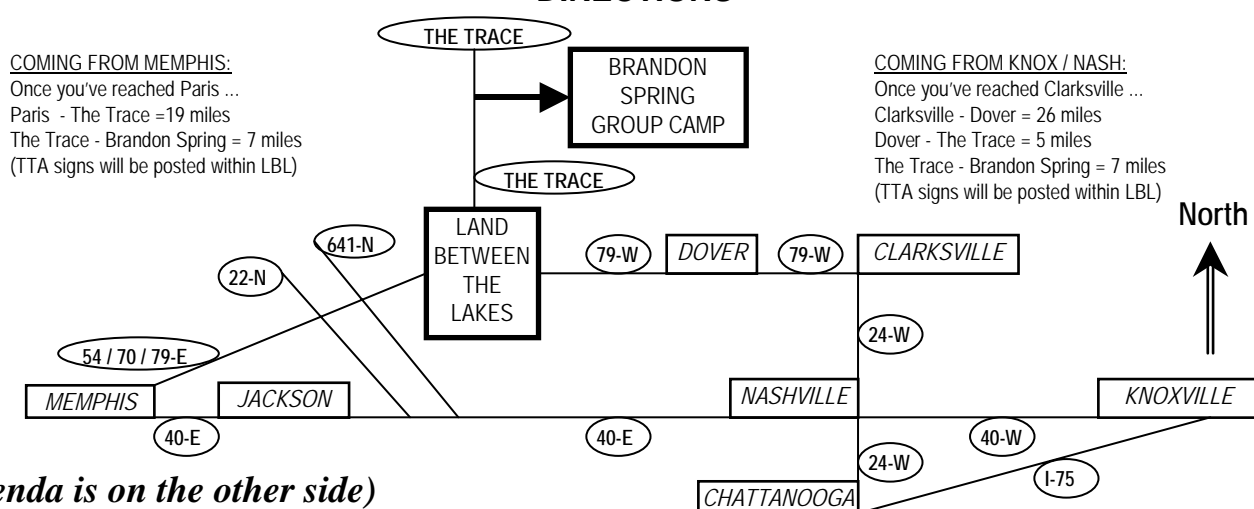 THE TRACE
COMING FROM MEMPHIS:
Once you've reached Paris ...
Paris - The Trace =19 miles
The Trace - Brandon Spring = 7 miles
(TTA signs will be posted within LBL)
BRANDON
SPRING
GROUP CAMP
COMING FROM KNOX / NASH:
Once you've reached Clarksville ...
Clarksville - Dover = 26 miles
Dover - The Trace = 5 miles
The Trace - Brandon Spring = 7 miles
(TTA signs will be posted within LBL)
THE TRACE
North
LAND
BETWEEN
THE
LAKES
641-N
22-N
79-W
DOVER
79-W
CLARKSVILLE
24-W
54 / 70 / 79-E
MEMPHIS
JACKSON
NASHVILLE
KNOXVILLE
40-E
40-E
40-W
24-W
I-75
CHATTANOOGA
enda is on the other side)